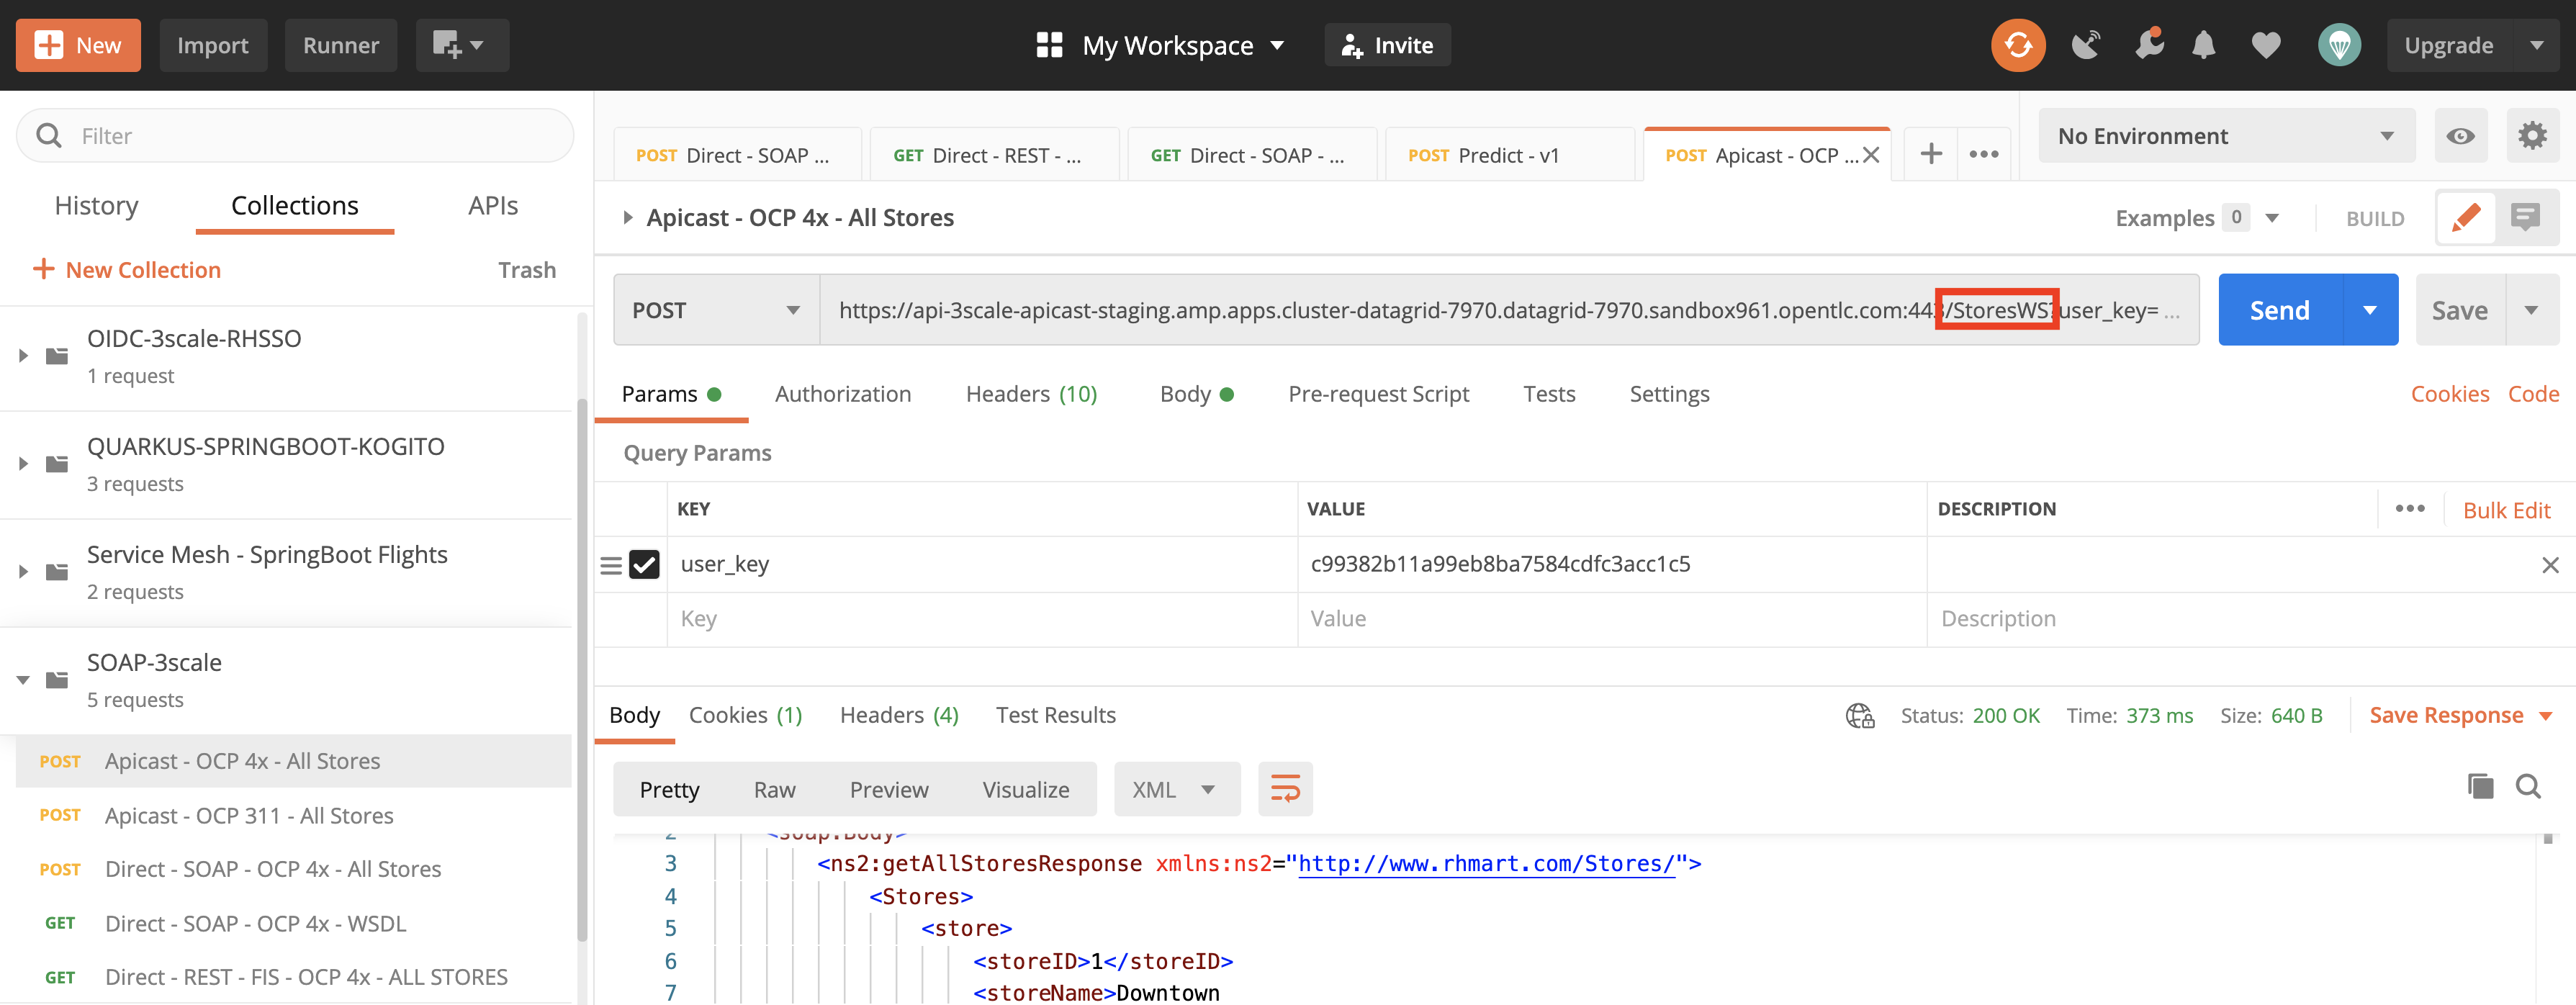 New
Import
Runner
My Workspace
Invite
Upgrade
Filter
History
Collections
APIs
New Collection
Trash
OIDC-3scale-RHSSO
1 request
QUARKUS-SPRINGBOOT-KOGITO
3 requests
Service Mesh - SpringBoot Flights
2 requests
SOAP-3scale
5 requests
POST Apicast - OCP 4x - All Stores
POST Apicast - OCP 311 - All Stores
POST Direct - SOAP - OCP 4x - All Stores
GET Direct - SOAP - OCP 4x - WSDL
GET Direct - REST - FIS - OCP 4x - ALL STORES
POST Direct - SOAP ...
GET Direct - REST - ...
GET Direct - SOAP - ...
POST Predict - v1
POST Apicast - OCP ...
No Environment
Apicast - OCP 4x - All Stores
Examples 0
BUILD
POST
https://api-3scale-apicast-staging.amp.apps.cluster-datagrid-7970.datagrid-7970.sandbox961.opentlc.com:443/StoresWS?user_key= ...
Send
Save
Params
Authorization
Headers (10)
Body
Pre-request Script
Tests
Settings
Cookies
Code
Query Params
KEY
VALUE
DESCRIPTION
Bulk Edit
user_key
c99382b11a99eb8ba7584cdfc3acc1c5
Key
Value
Description
Body
Cookies (1)
Headers (4)
Test Results
Status: 200 OK
Time: 373 ms
Size: 640 B
Save Response
Pretty
Raw
Preview
Visualize
XML
2 <soap:Body>
3 <ns2:getAllStoresResponse xmlns:ns2="http://www.rhmart.com/Stores/">
4 <Stores>
5 <store>
6 <storeID>1</storeID>
7 <storeName>Downtown